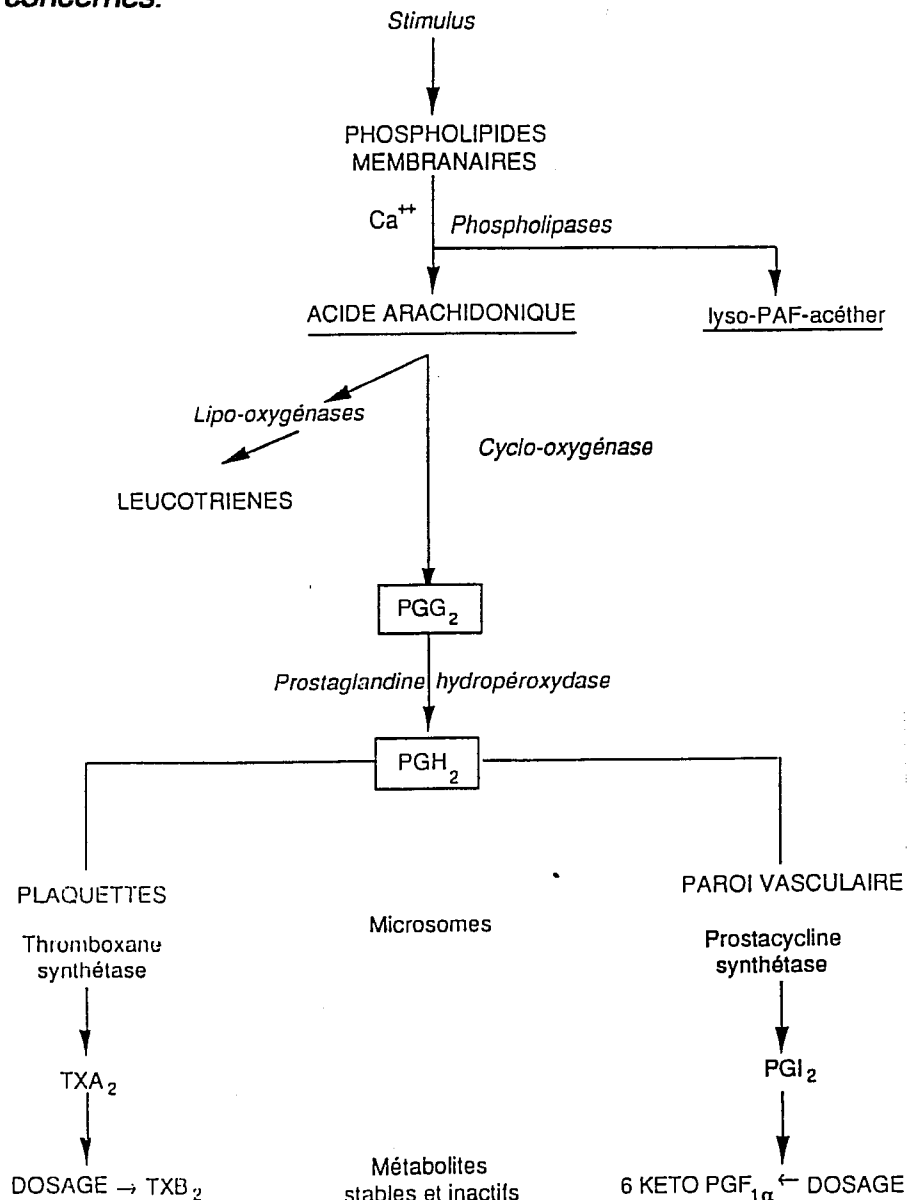 concernés.
Stimulus
PHOSPHOLIPIDES
MEMBRANAIRES
Ca++
Phospholipases
ACIDE ARACHIDONIQUE
lyso-PAF-acéther
Lipo-oxygénases
Cyclo-oxygénase
LEUCOTRIENES
PGG2
Prostaglandine hydropéroxydase
PGH2
PLAQUETTES
PAROI VASCULAIRE
Microsomes
Thromboxane
synthétase
Prostacycline
synthétase
TXA2
PGI2
DOSAGE → TXB2
Métabolites
stables et inactifs
6 KETO PGF1α ← DOSAGE